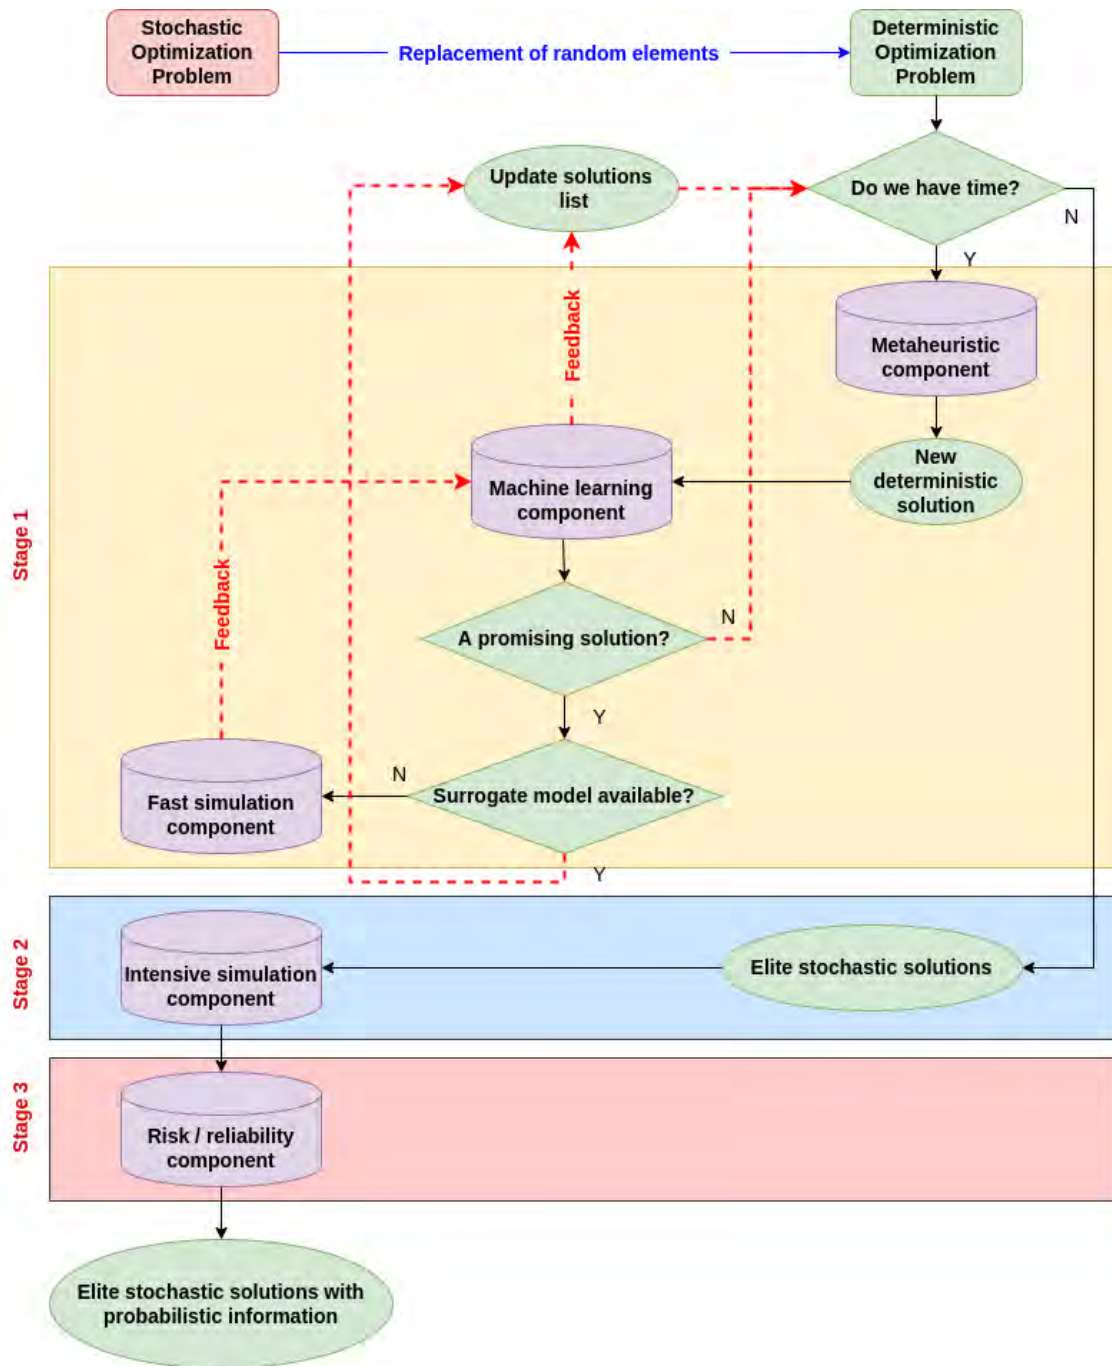 Stochastic
Optimization
Problem
Replacement of random elements
Deterministic
Optimization
Problem
Update solutions
list
Do we have time?
N
Y
Feedback
Metaheuristic
component
Machine learning
component
New
deterministic
solution
Stage 1
Feedback
A promising solution?
N
Y
Fast simulation
component
N
Surrogate model available?
Y
Stage 2
Intensive simulation
component
Elite stochastic solutions
Stage 3
Risk / reliability
component
Elite stochastic solutions with
probabilistic information